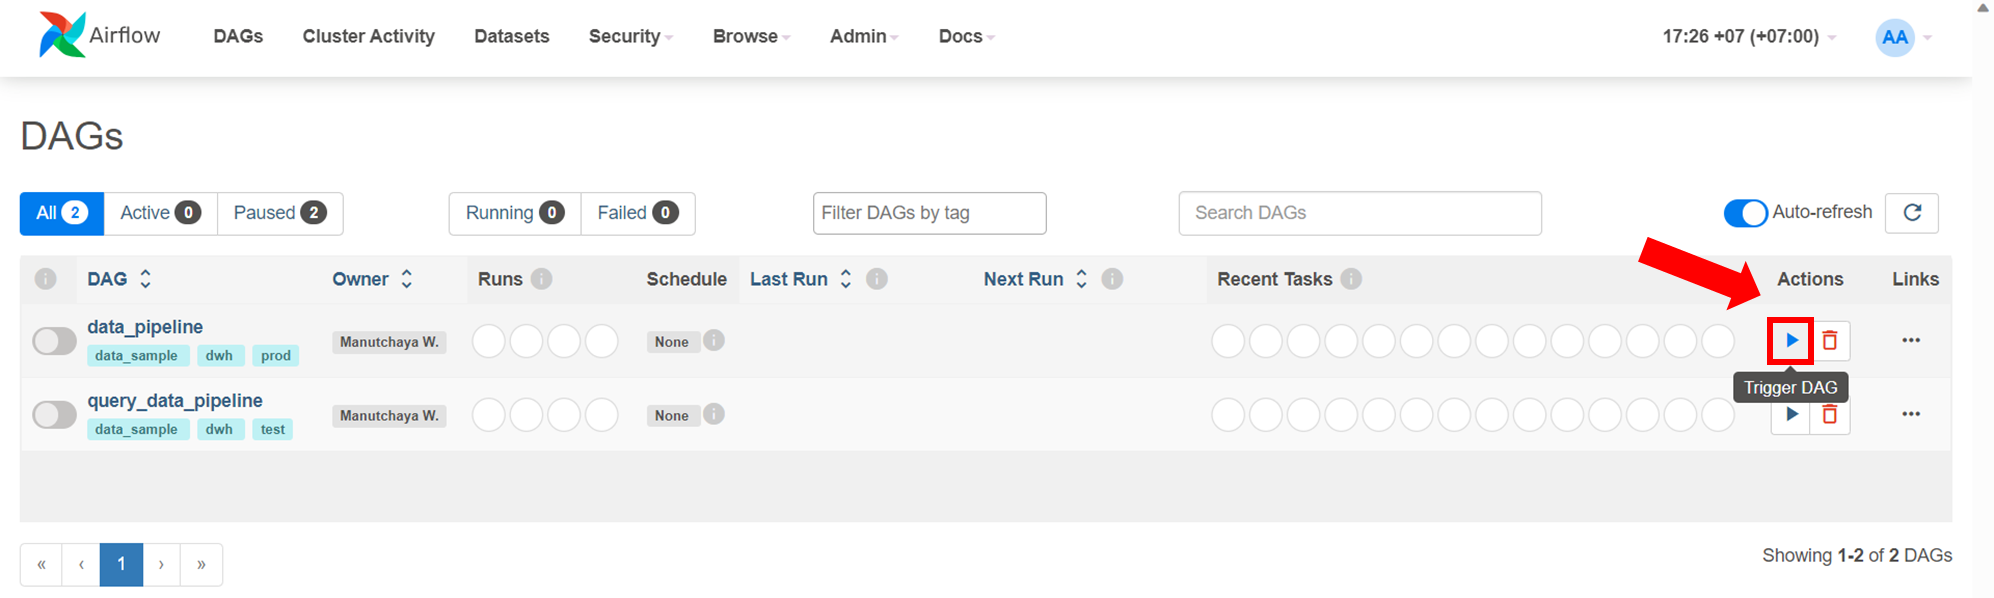 Airflow DAGs Cluster Activity Datasets Security Browse Admin Docs 17:26 +07 (+07:00) AA
DAGs
All 2 Active 0 Paused 2 Running 0 Failed 0 Filter DAGs by tag Search DAGs Auto-refresh
DAG Owner Runs Schedule Last Run Next Run Recent Tasks Actions Links
data_pipeline
data_sample dwh prod Manutchaya W. None
Trigger DAG
query_data_pipeline
data_sample dwh test Manutchaya W. None
« ‹ 1 › »
Showing 1-2 of 2 DAGs